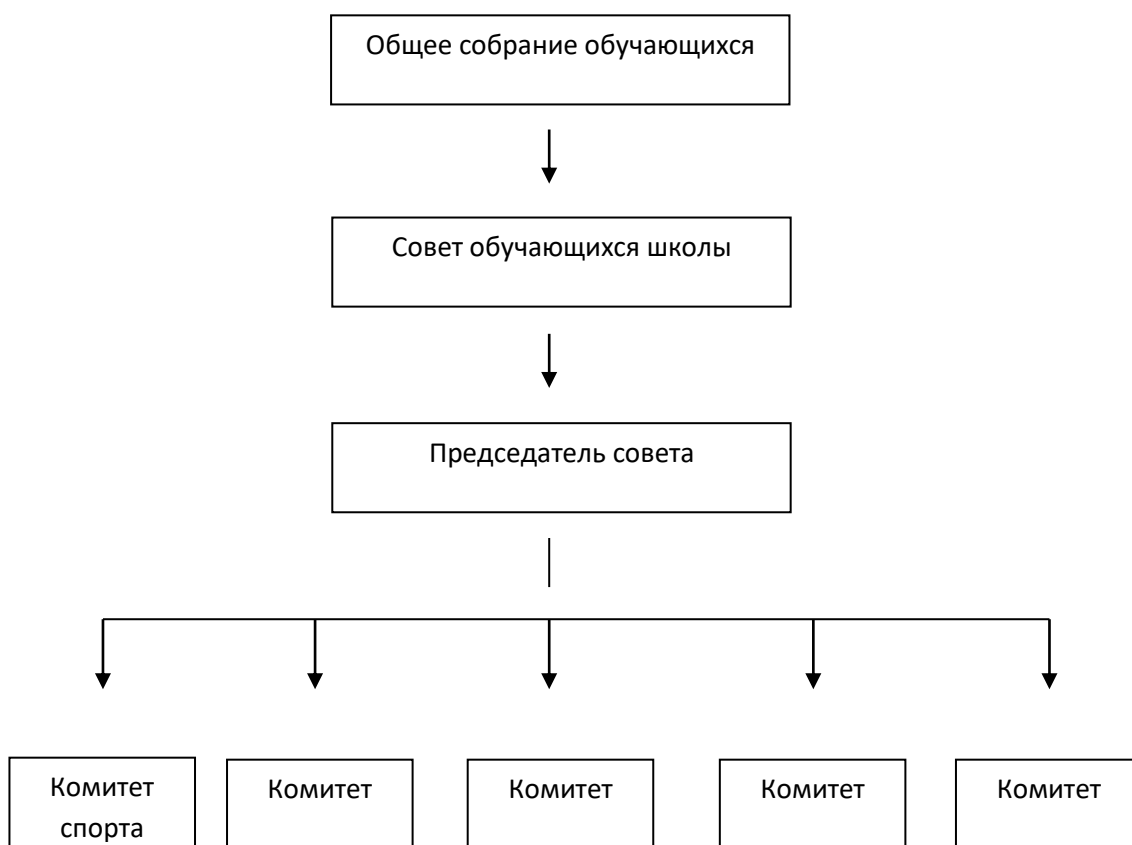 Общее собрание обучающихся
Совет обучающихся школы
Председатель совета
Комитет
спорта
Комитет
Комитет
Комитет
Комитет